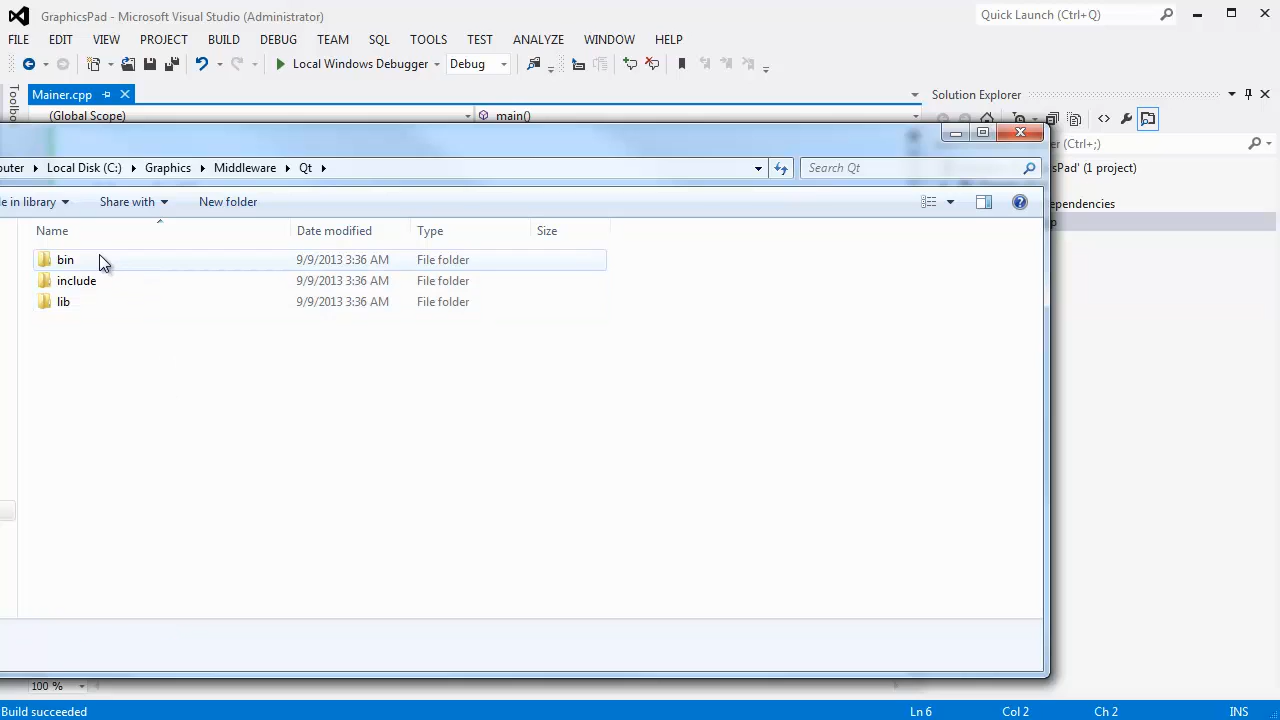 GraphicsPad - Microsoft Visual Studio (Administrator)
Quick Launch (Ctrl+Q)
FILE EDIT VIEW PROJECT BUILD DEBUG TEAM SQL TOOLS TEST ANALYZE WINDOW HELP
Local Windows Debugger Debug
Toolbo
Mainer.cpp
Solution Explorer
(Global Scope) main()
er (Ctrl+;)
puter Local Disk (C:) Graphics Middleware Qt Search Qt
sPad' (1 project)
le in library Share with New folder
ependencies
p
Name Date modified Type Size
bin 9/9/2013 3:36 AM File folder
include 9/9/2013 3:36 AM File folder
lib 9/9/2013 3:36 AM File folder
100 %
Build succeeded Ln 6 Col 2 Ch 2 INS